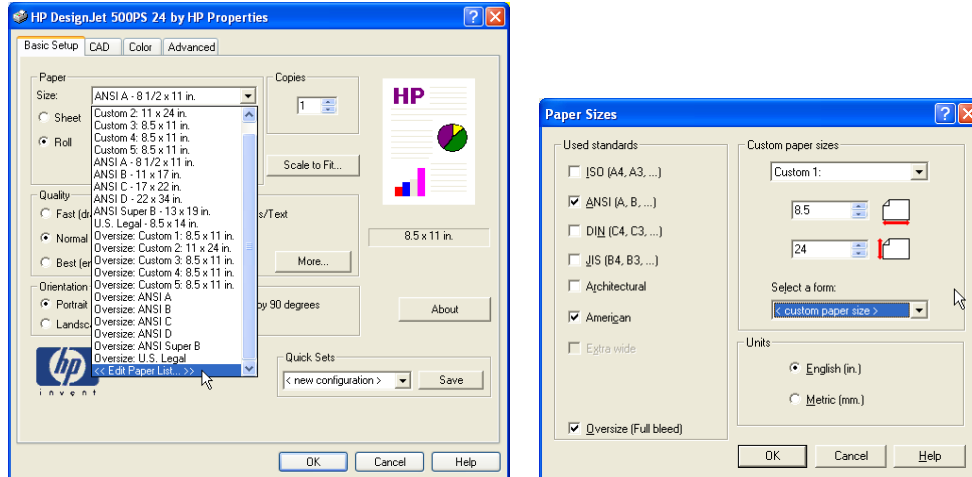 HP DesignJet 500PS 24 by HP Properties
Basic Setup
CAD
Color
Advanced
Paper
Size:
ANSI A - 8 1/2 x 11 in.
Sheet
Roll
Custom 2: 11 x 24 in.
Custom 3: 8.5 x 11 in.
Custom 4: 8.5 x 11 in.
Custom 5: 8.5 x 11 in.
ANSI A - 8 1/2 x 11 in.
ANSI B - 11 x 17 in.
ANSI C - 17 x 22 in.
ANSI D - 22 x 34 in.
ANSI Super B - 13 x 19 in.
U.S. Legal - 8.5 x 14 in.
Oversize: Custom 1: 8.5 x 11 in.
Oversize: Custom 2: 11 x 24 in.
Oversize: Custom 3: 8.5 x 11 in.
Oversize: Custom 4: 8.5 x 11 in.
Oversize: Custom 5: 8.5 x 11 in.
Oversize: ANSI A
Oversize: ANSI B
Oversize: ANSI C
Oversize: ANSI D
Oversize: ANSI Super B
Oversize: U.S. Legal
<< Edit Paper List... >>
Copies
1
Scale to Fit...
HP
8.5 x 11 in.
Quality
Fast (dr
Normal
Best (er
s/Text
More...
Orientation
Portrait
Landsc
by 90 degrees
About
hp
invent
Quick Sets
< new configuration >
Save
OK
Cancel
Help
Paper Sizes
Used standards
ISO (A4, A3, ...)
ANSI (A, B, ...)
DIN (C4, C3, ...)
JIS (B4, B3, ...)
Architectural
American
Extra wide
Oversize (Full bleed)
Custom paper sizes
Custom 1:
8.5
24
Select a form:
< custom paper size >
Units
English (in.)
Metric (mm.)
OK
Cancel
Help